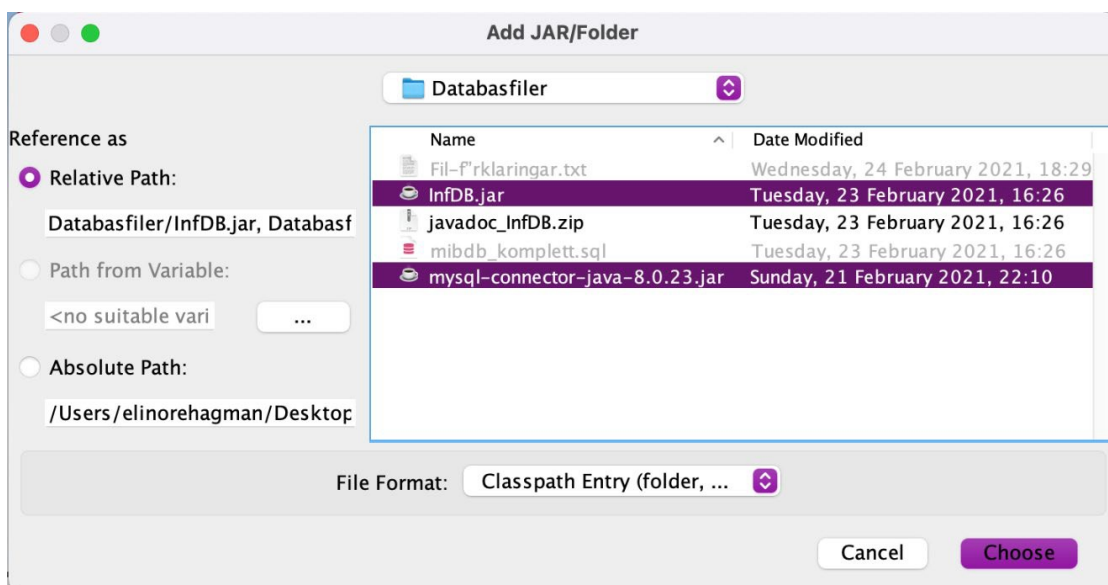 Add JAR/Folder
Databasfiler
Reference as
Relative Path:
Databasfiler/InfDB.jar, Databasf
Path from Variable:
<no suitable vari
...
Absolute Path:
/Users/elinorehagman/Desktop
Name Date Modified
Fil-f"rklaringar.txt Wednesday, 24 February 2021, 18:29
InfDB.jar Tuesday, 23 February 2021, 16:26
javadoc_InfDB.zip Tuesday, 23 February 2021, 16:26
mibdb_komplett.sql Tuesday, 23 February 2021, 16:26
mysql-connector-java-8.0.23.jar Sunday, 21 February 2021, 22:10
File Format: Classpath Entry (folder, ...
Cancel Choose